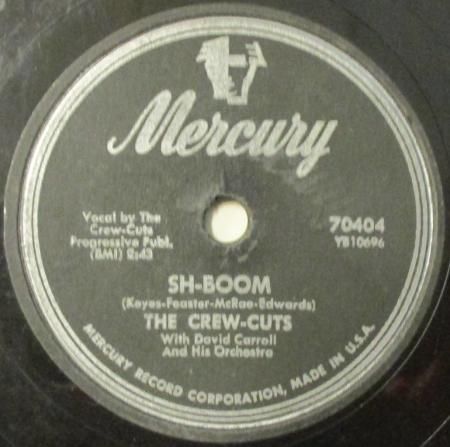 Mercury
Vocal by The
Crew-Cuts
Progressive Publ.
(BMI) 2:43
70404
YB10696
SH-BOOM
(Keyes-Feaster-McRae-Edwards)
THE CREW-CUTS
With David Carroll
And His Orchestra
MERCURY RECORD CORPORATION, MADE IN U.S.A.